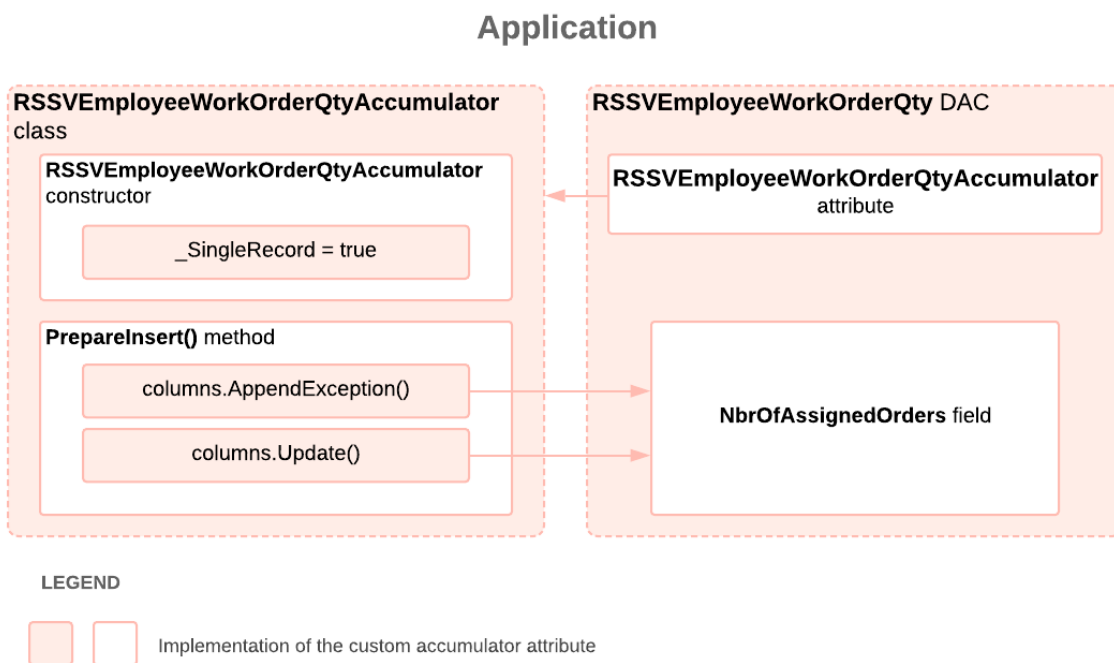 Application
RSSVEmployeeWorkOrderQtyAccumulator
class
RSSVEmployeeWorkOrderQtyAccumulator
constructor
_SingleRecord = true
PrepareInsert() method
columns.AppendException()
columns.Update()
RSSVEmployeeWorkOrderQty DAC
RSSVEmployeeWorkOrderQtyAccumulator
attribute
NbrOfAssignedOrders field
LEGEND
Implementation of the custom accumulator attribute